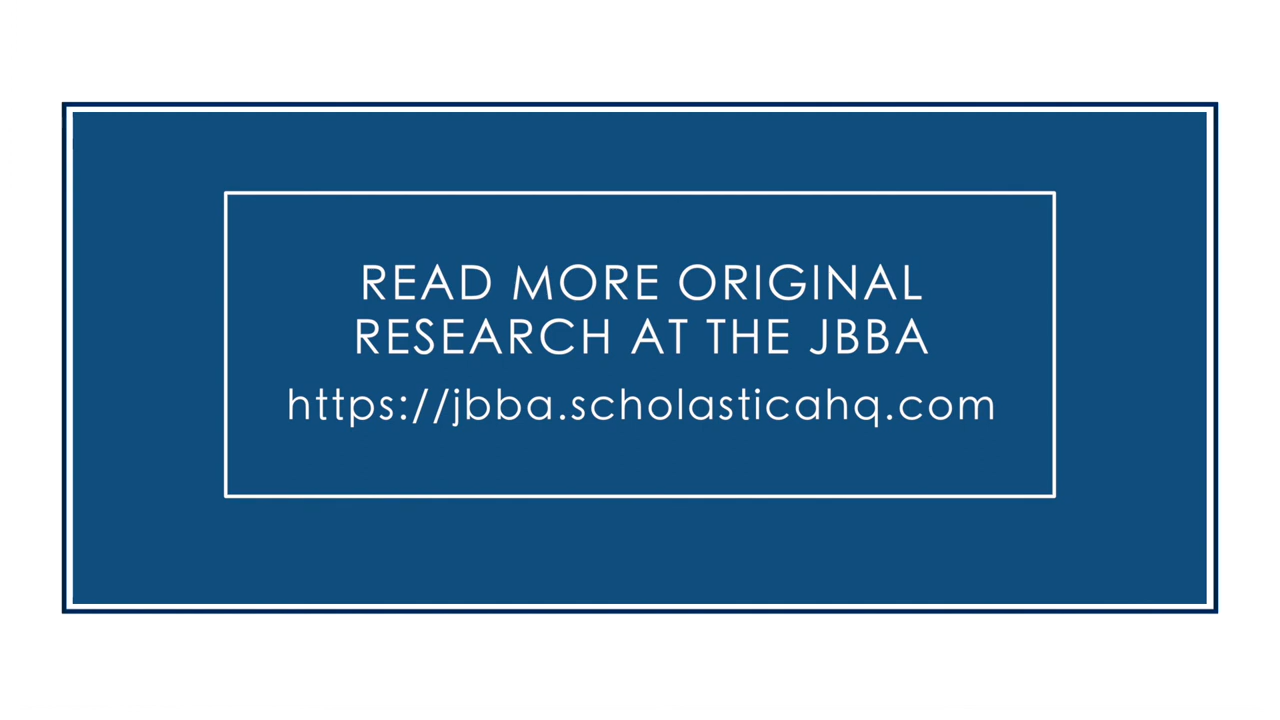 READ MORE ORIGINAL
RESEARCH AT THE JBBA
https://jbba.scholasticahq.com